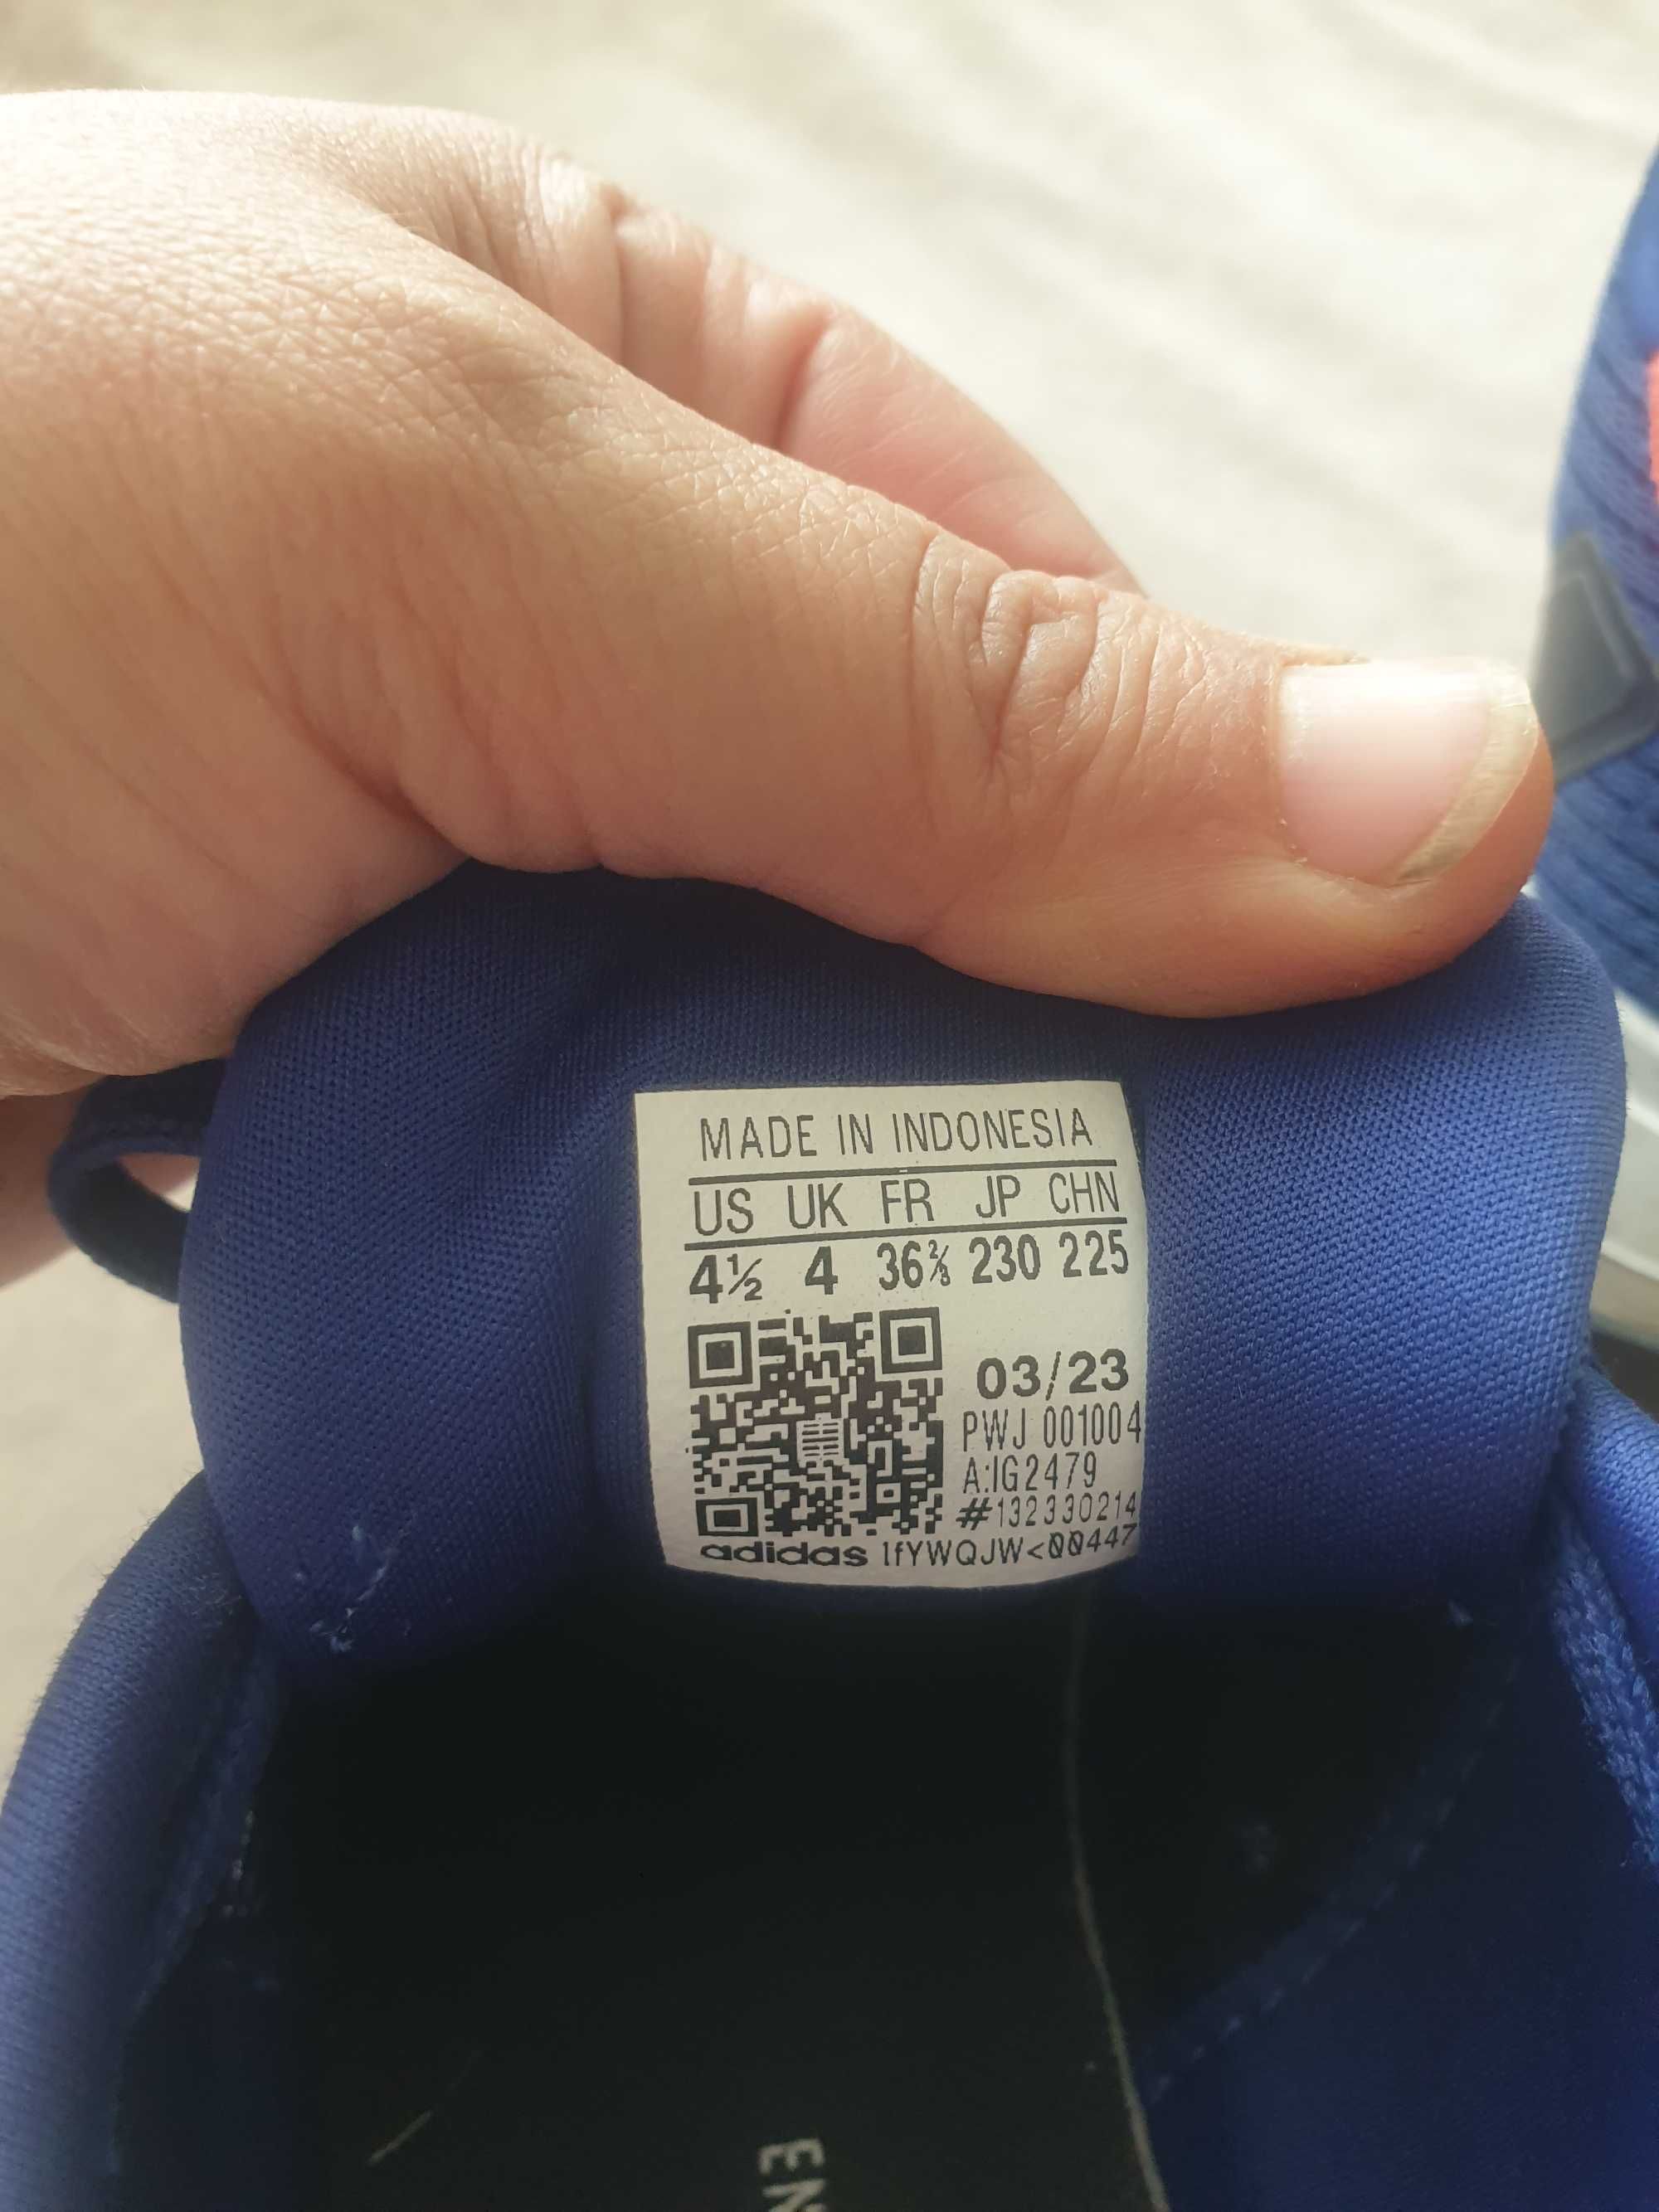 MADE IN INDONESIA
US UK FR JP CHN
4½ 4 36⅔ 230 225
03/23
PWJ 001004
A:IG2479
#132330214
adidas 1fYWQJW<00447
EN